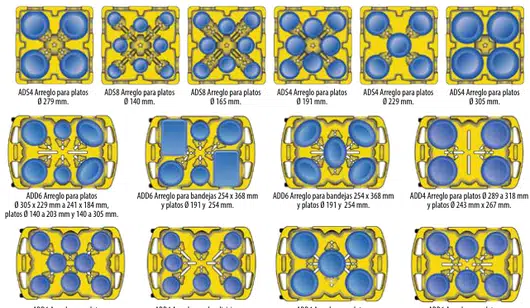 ADS4 Arreglo para platos
Ø 279 mm.
ADS8 Arreglo para platos
Ø 140 mm.
ADS8 Arreglo para platos
Ø 165 mm.
ADS4 Arreglo para platos
Ø 191 mm.
ADS4 Arreglo para platos
Ø 229 mm.
ADS4 Arreglo para platos
Ø 305 mm.
ADD6 Arreglo para platos
Ø 305 x 229 mm a 241 x 184 mm,
platos Ø 140 a 203 mm y 140 a 305 mm.
ADD6 Arreglo para bandejas 254 x 368 mm
y platos Ø 191 y 254 mm.
ADD6 Arreglo para bandejas 254 x 368 mm
y platos Ø 191 y 254 mm.
ADD4 Arreglo para platos Ø 289 a 318 mm
y platos Ø 243 mm x 267 mm.